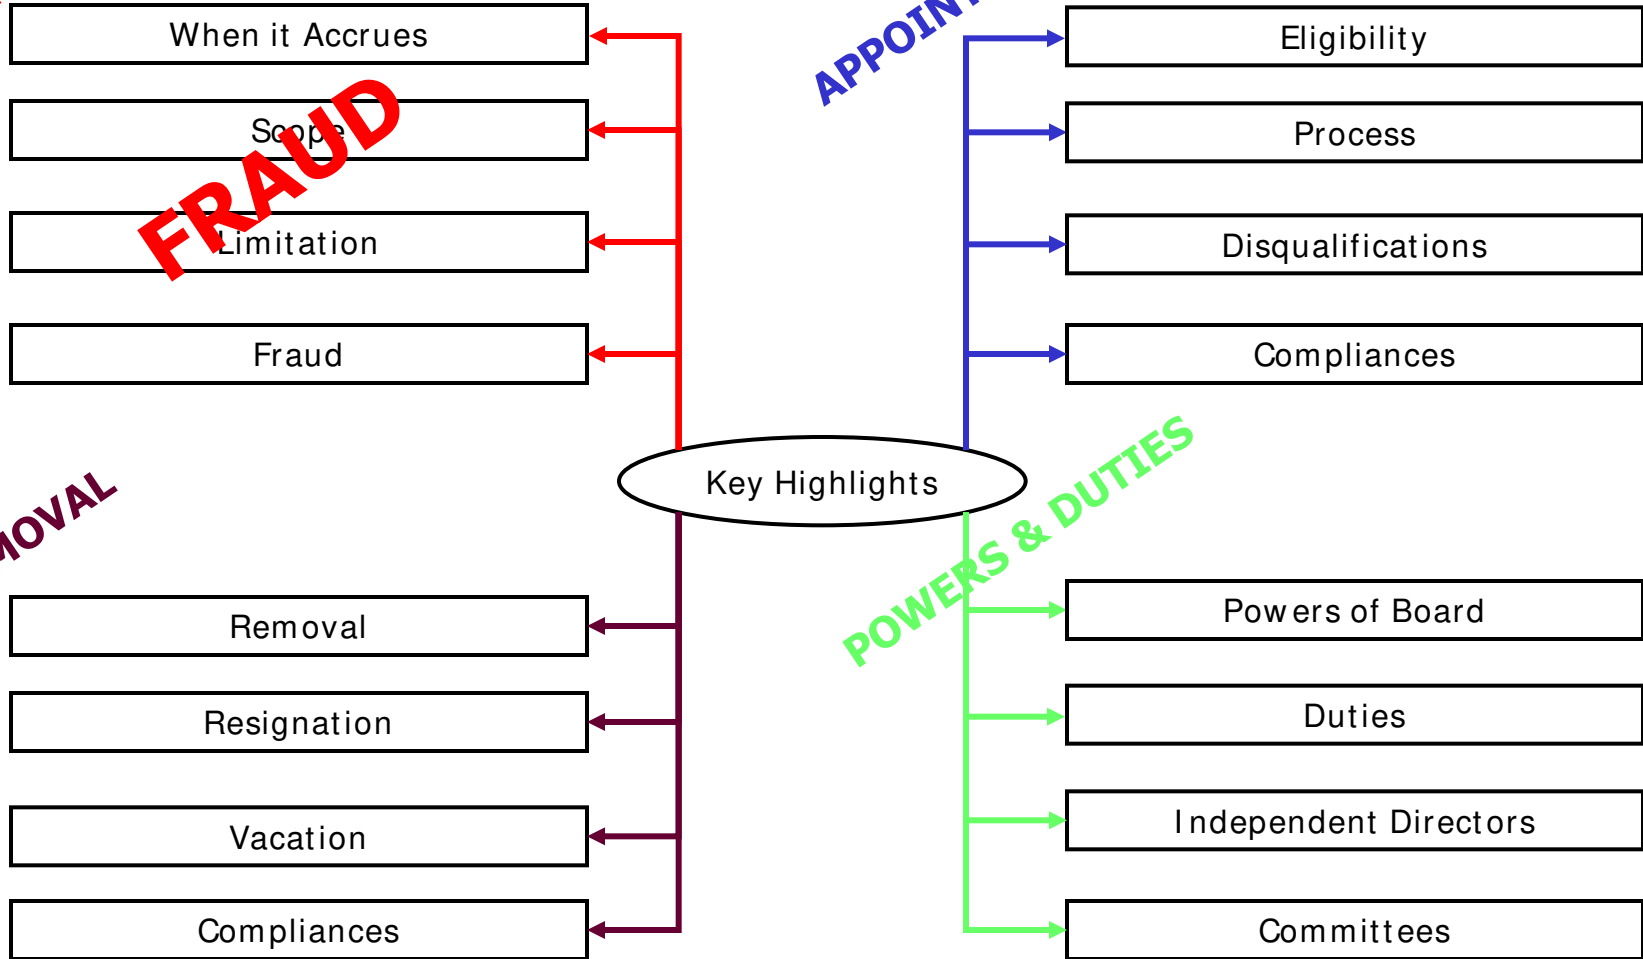 When it Accrues
Scope
Limitation
Fraud
FRAUD
APPOINT
Eligibility
Process
Disqualifications
Compliances
Key Highlights
MOVAL
Removal
Resignation
Vacation
Compliances
POWERS & DUTIES
Powers of Board
Duties
Independent Directors
Committees